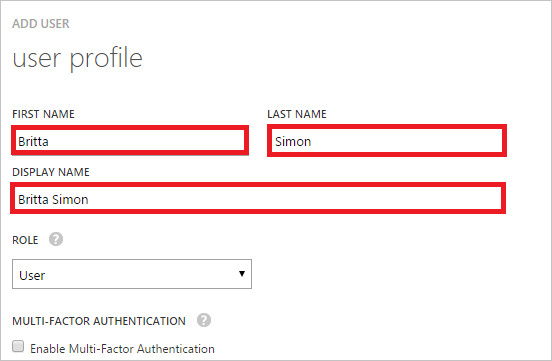 ADD USER
user profile
FIRST NAME LAST NAME
Britta Simon
DISPLAY NAME
Britta Simon
ROLE ?
User
MULTI-FACTOR AUTHENTICATION ?
Enable Multi-Factor Authentication